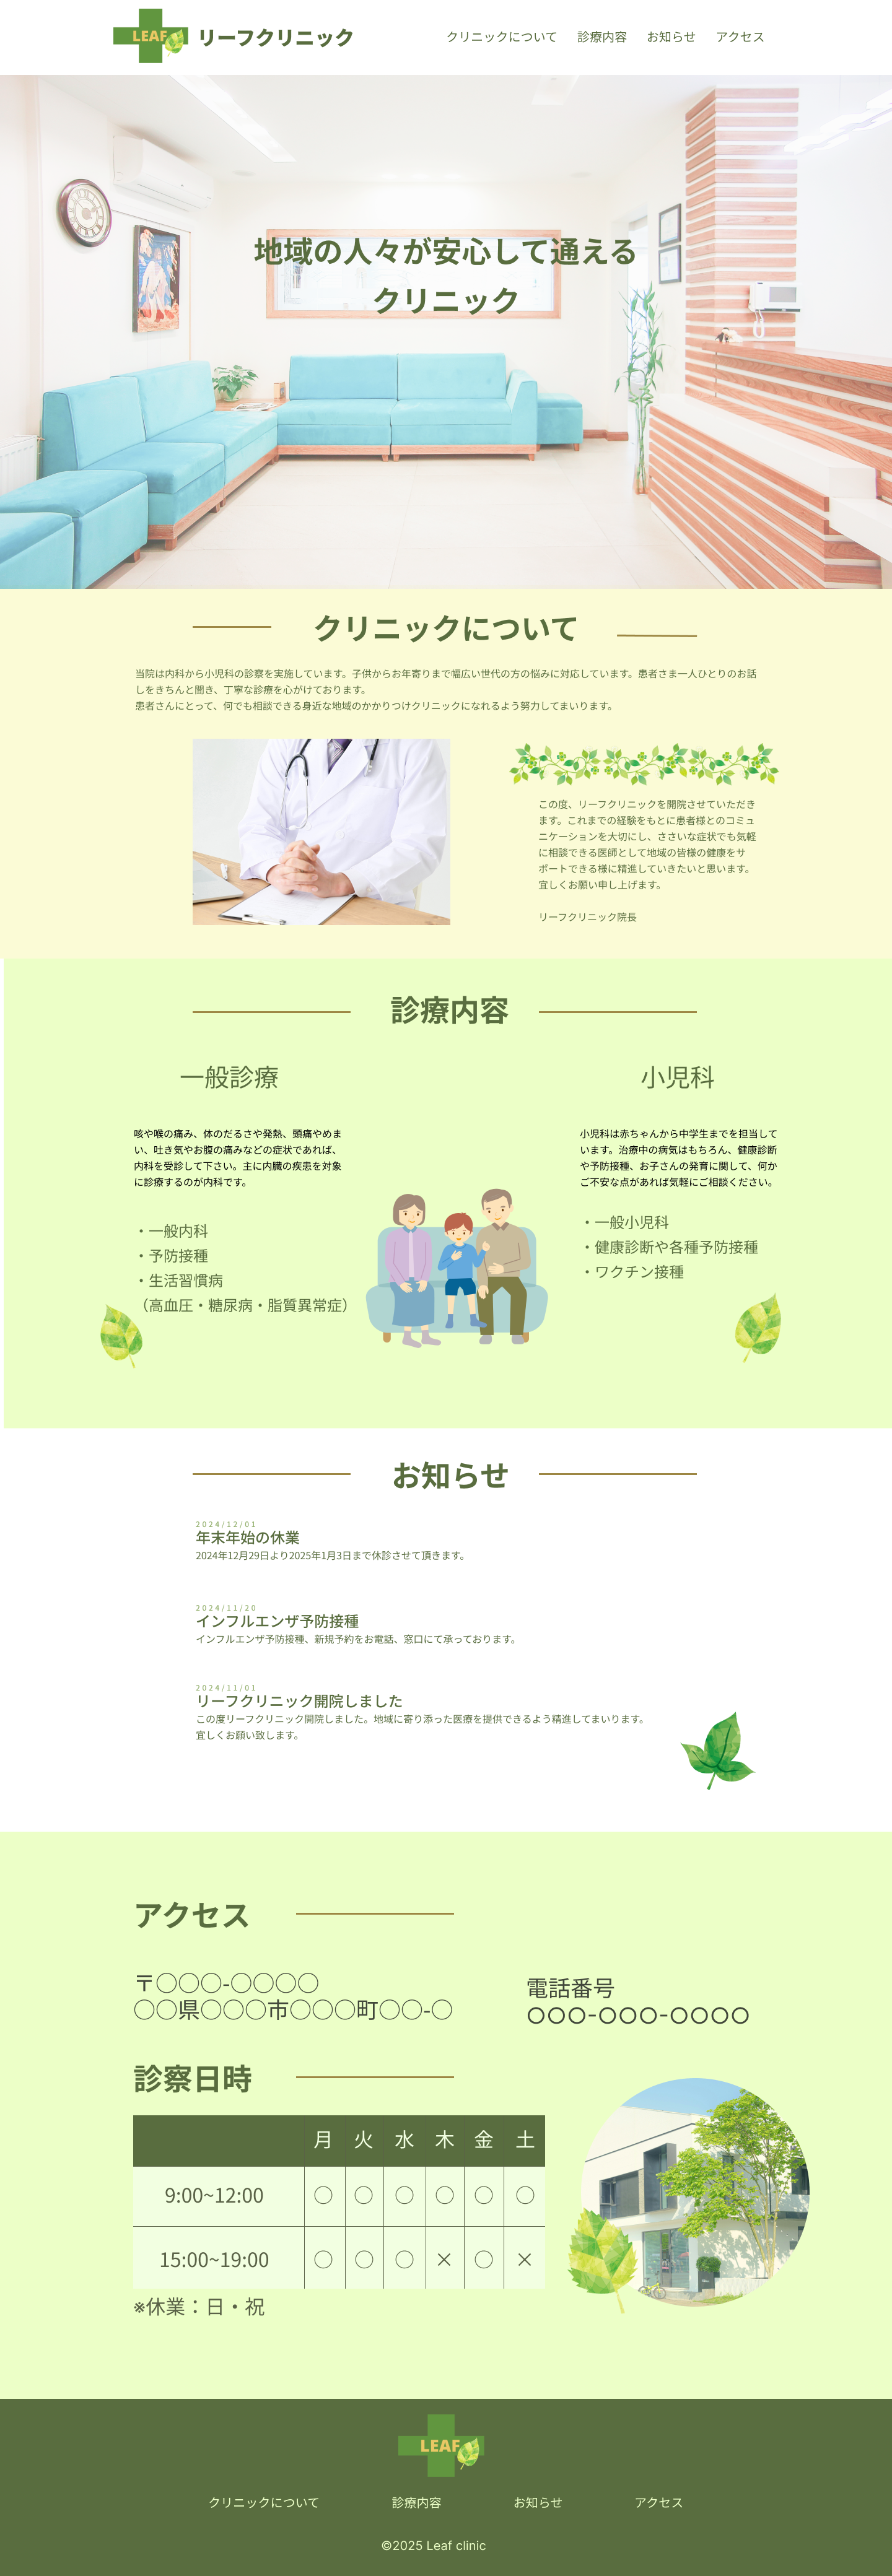 LEAF
リーフクリニック
クリニックについて 診療内容 お知らせ アクセス
地域の人々が安心して通える
クリニック
クリニックについて
当院は内科から小児科の診察を実施しています。子供からお年寄りまで幅広い世代の方の悩みに対応しています。患者さま一人ひとりのお話
しをきちんと聞き、丁寧な診療を心がけております。
患者さんにとって、何でも相談できる身近な地域のかかりつけクリニックになれるよう努力してまいります。
この度、リーフクリニックを開院させていただき
ます。これまでの経験をもとに患者様とのコミュ
ニケーションを大切にし、ささいな症状でも気軽
に相談できる医師として地域の皆様の健康をサ
ポートできる様に精進していきたいと思います。
宜しくお願い申し上げます。
リーフクリニック院長
診療内容
一般診療
咳や喉の痛み、体のだるさや発熱、頭痛やめま
い、吐き気やお腹の痛みなどの症状であれば、
内科を受診して下さい。主に内臓の疾患を対象
に診療するのが内科です。
・一般内科
・予防接種
・生活習慣病
（高血圧・糖尿病・脂質異常症）
小児科
小児科は赤ちゃんから中学生までを担当して
います。治療中の病気はもちろん、健康診断
や予防接種、お子さんの発育に関して、何か
ご不安な点があれば気軽にご相談ください。
・一般小児科
・健康診断や各種予防接種
・ワクチン接種
お知らせ
2024/12/01
年末年始の休業
2024年12月29日より2025年1月3日まで休診させて頂きます。
2024/11/20
インフルエンザ予防接種
インフルエンザ予防接種、新規予約をお電話、窓口にて承っております。
2024/11/01
リーフクリニック開院しました
この度リーフクリニック開院しました。地域に寄り添った医療を提供できるよう精進してまいります。
宜しくお願い致します。
アクセス
〒〇〇〇-〇〇〇〇
〇〇県〇〇〇市〇〇〇町〇〇-〇
電話番号
○○○-○○○-○○○○
診察日時
月 火 水 木 金 土
9:00~12:00 〇 〇 〇 〇 〇 〇
15:00~19:00 〇 〇 〇 × 〇 ×
※休業：日・祝
LEAF
クリニックについて 診療内容 お知らせ アクセス
©2025 Leaf clinic